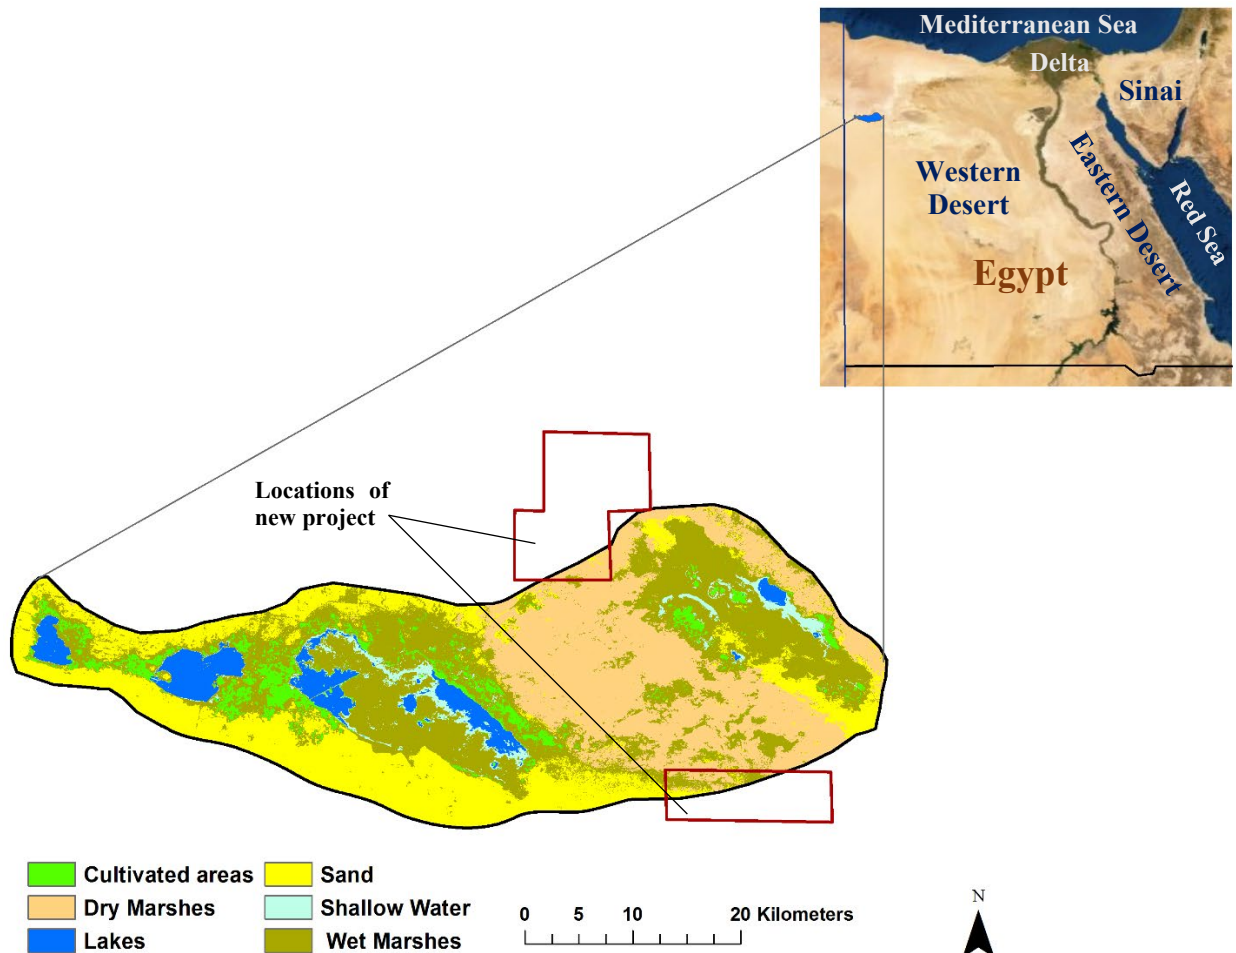 Mediterranean Sea
Delta
Sinai
Western
Desert
Eastern Desert
Red Sea
Egypt
Locations of
new project
Cultivated areas
Sand
Dry Marshes
Shallow Water
Lakes
Wet Marshes
0 5 10 20 Kilometers
N